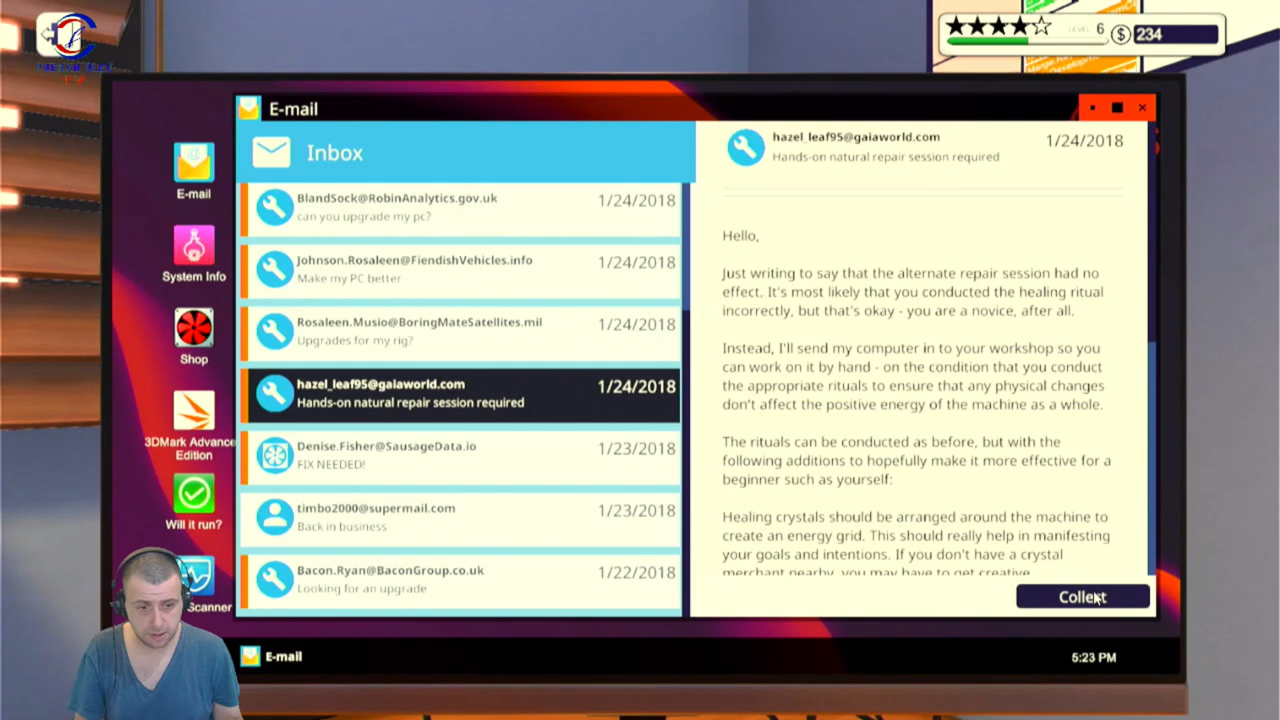 LEVEL 6
$ 234
E-mail
Inbox
BlandSock@RobinAnalytics.gov.uk 1/24/2018
can you upgrade my pc?
Johnson.Rosaleen@FiendishVehicles.info 1/24/2018
Make my PC better
Rosaleen.Musio@BoringMateSatellites.mil 1/24/2018
Upgrades for my rig?
hazel_leaf95@gaiaworld.com 1/24/2018
Hands-on natural repair session required
Denise.Fisher@SausageData.io 1/23/2018
FIX NEEDED!
timbo2000@supermail.com 1/23/2018
Back in business
Bacon.Ryan@BaconGroup.co.uk 1/22/2018
Looking for an upgrade
hazel_leaf95@gaiaworld.com 1/24/2018
Hands-on natural repair session required
Hello,
Just writing to say that the alternate repair session had no
effect. It's most likely that you conducted the healing ritual
incorrectly, but that's okay - you are a novice, after all.
Instead, I'll send my computer in to your workshop so you
can work on it by hand - on the condition that you conduct
the appropriate rituals to ensure that any physical changes
don't affect the positive energy of the machine as a whole.
The rituals can be conducted as before, but with the
following additions to hopefully make it more effective for a
beginner such as yourself:
Healing crystals should be arranged around the machine to
create an energy grid. This should really help in manifesting
your goals and intentions. If you don't have a crystal
merchant nearby, you may have to get creative
Collect
E-mail
System Info
Shop
3DMark Advance
Edition
Will it run?
Scanner
E-mail
5:23 PM